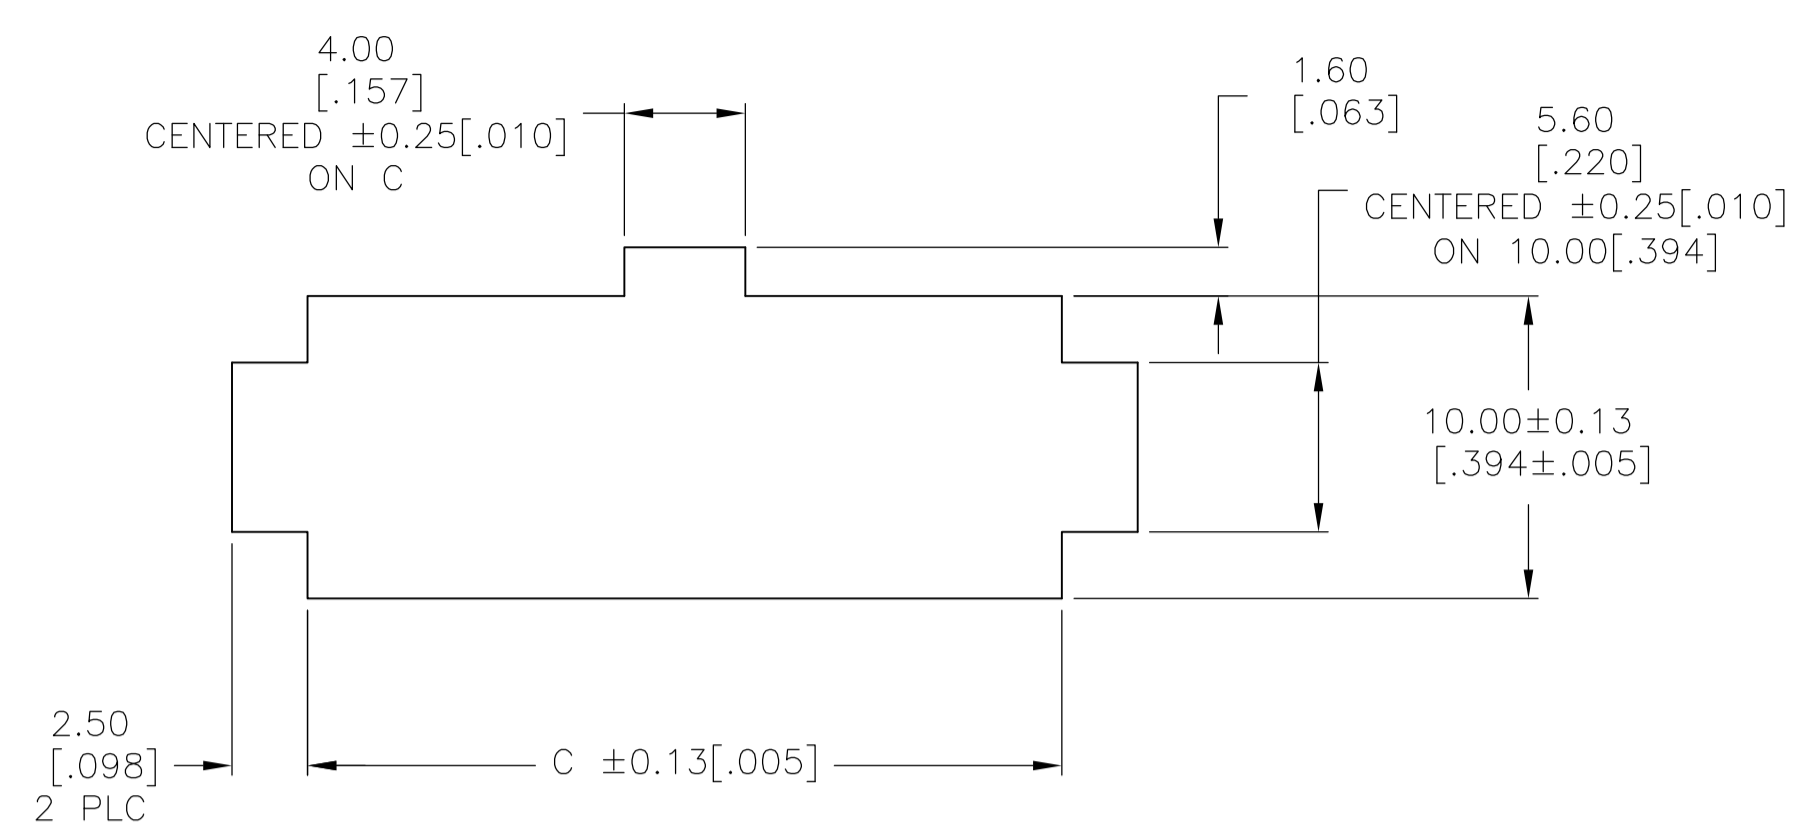 4.00
[.157]
CENTERED ±0.25[.010]
ON C
1.60
[.063]
5.60
[.220]
CENTERED ±0.25[.010]
ON 10.00[.394]
10.00±0.13
[.394±.005]
2.50
[.098]
2 PLC
C ±0.13[.005]